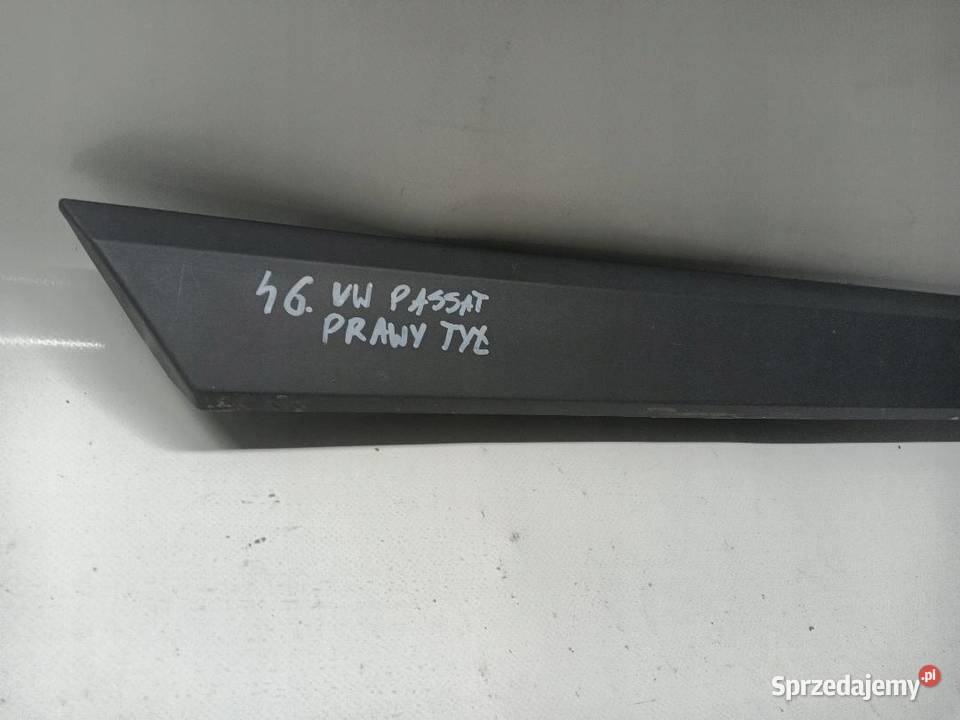 46. VW PASSAT
PRAWY TYŁ
Sprzedajemy.pl